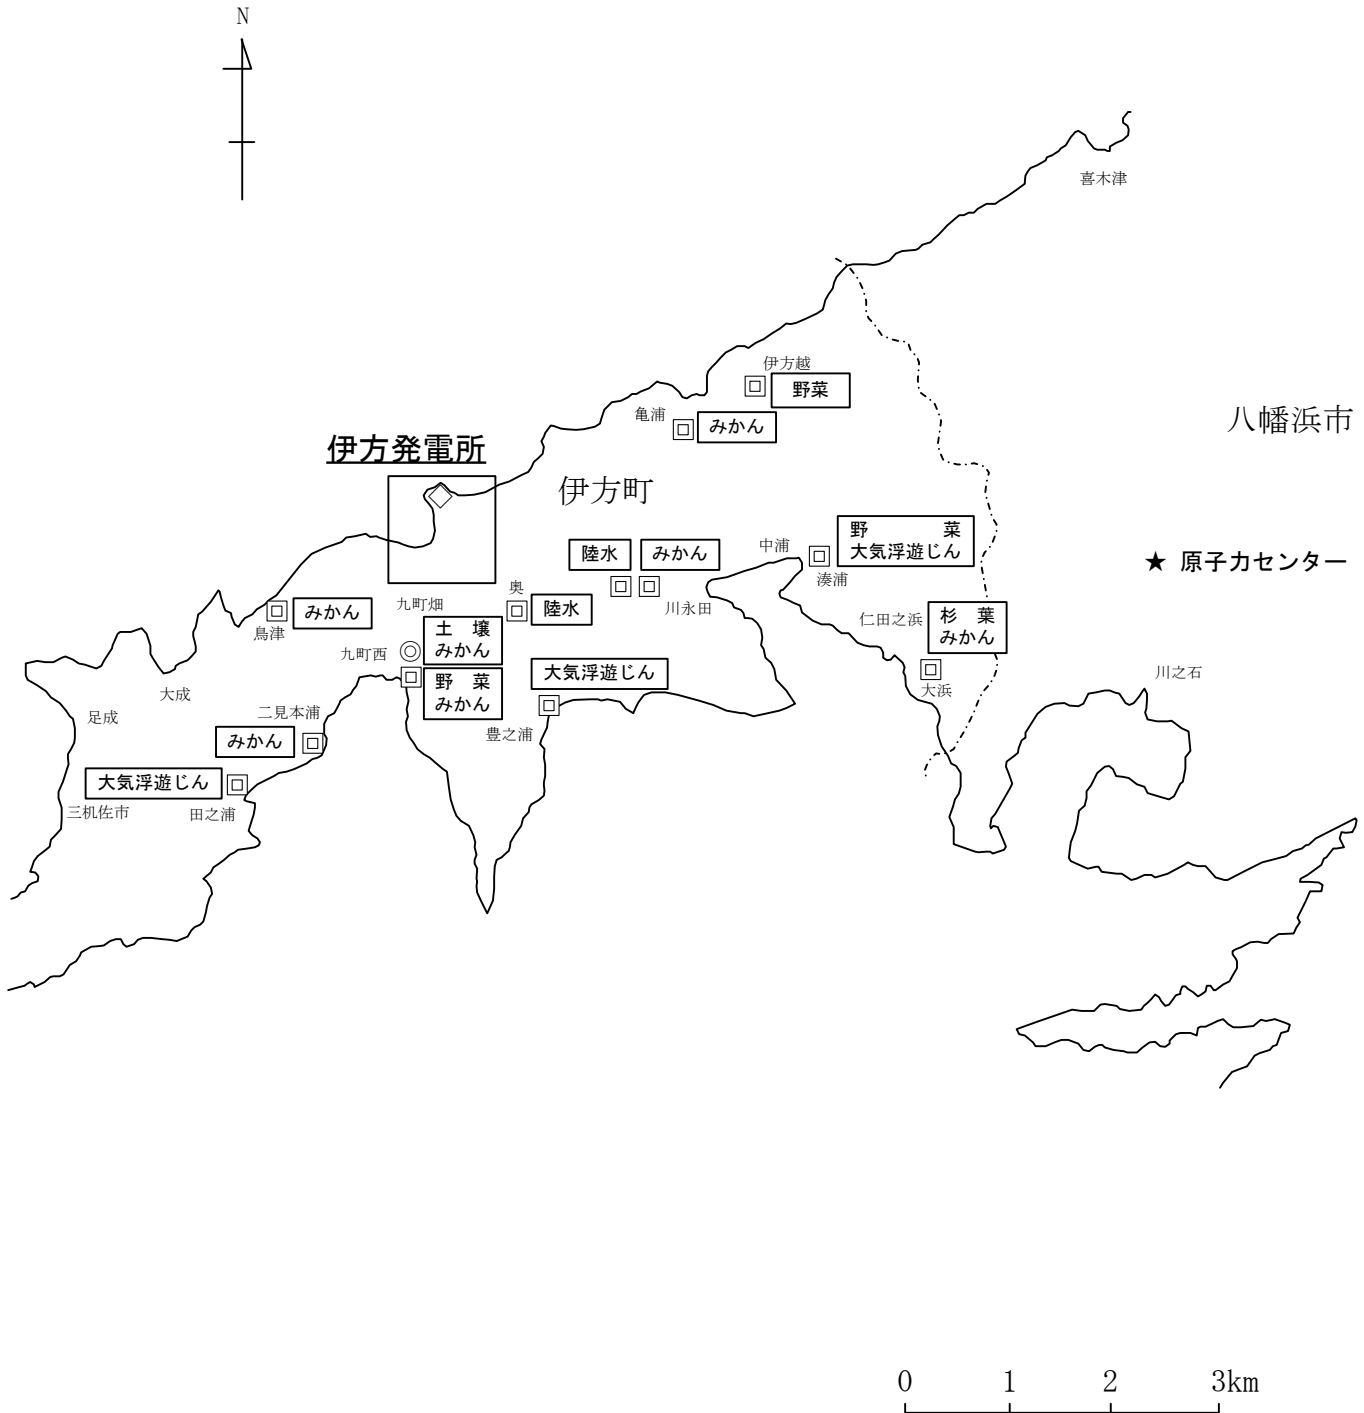 N
喜木津
伊方越
野菜
亀浦
みかん
八幡浜市
伊方発電所
伊方町
野 菜
大気浮遊じん
中浦
湊浦
陸水
みかん
川永田
★ 原子力センター
奥
陸水
九町畑
みかん
鳥津
土 壌
みかん
仁田之浜
杉 葉
みかん
大浜
九町西
野 菜
みかん
大気浮遊じん
豊之浦
川之石
大成
足成
二見本浦
みかん
大気浮遊じん
三机佐市
田之浦
0 1 2 3km